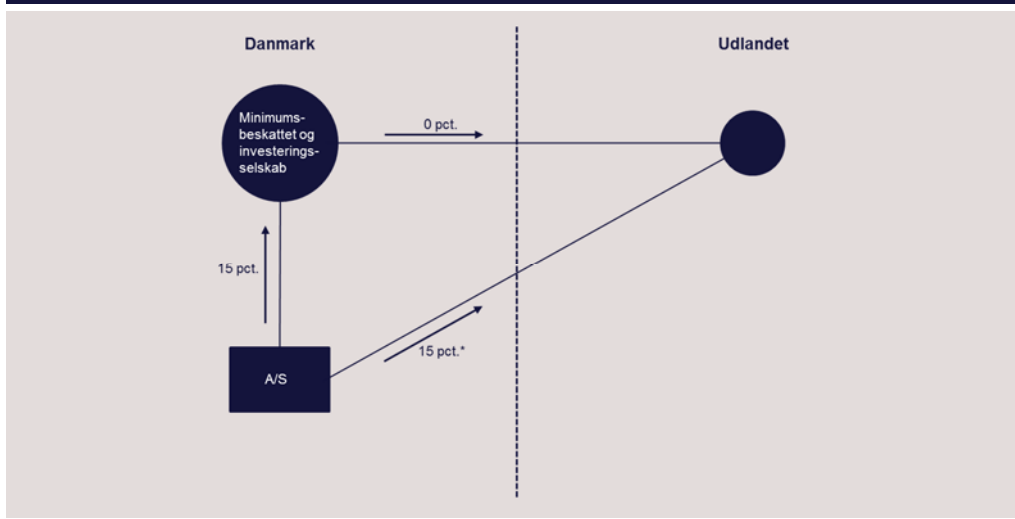 Danmark
Udlandet
Minimums-
beskattet og
investerings-
selskab
0 pct.
15 pct.
15 pct.*
A/S